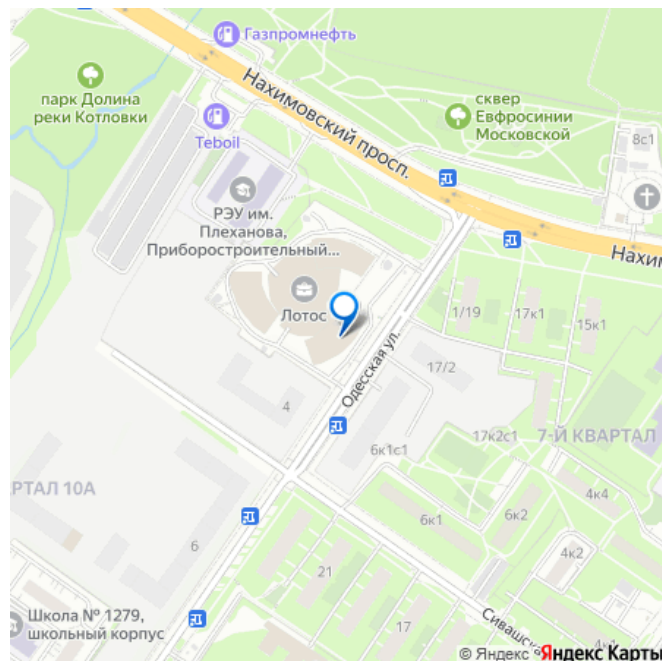 Газпромнефть
парк Долина
реки Котловки
Нахимовский просп.
сквер
Евфросинии
Московской
8с1
Teboil
РЭУ им.
Плеханова,
Приборостроительный...
Нахим
Лотос
1/19
17к1
15к1
Одесская ул.
17/2
4
6к1с1
17к2с1
7-Й КВАРТАЛ
РТАЛ 10А
4к4
6к1
6к2
4к2
6
21
Школа № 1279,
школьный корпус
17
Сивашска
© Яндекс Яндекс Карты